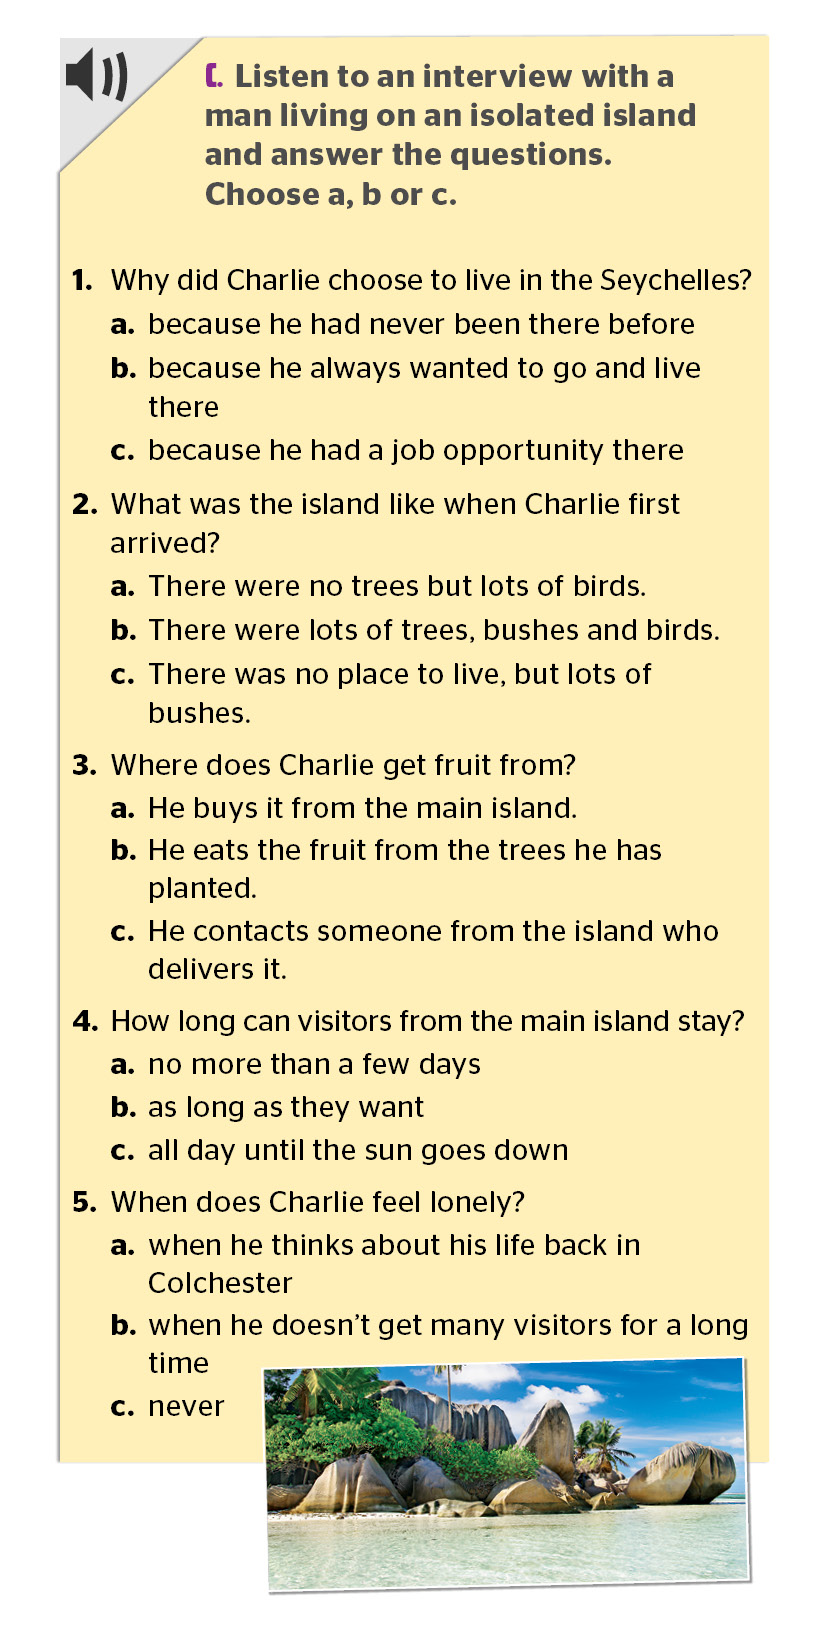 C. Listen to an interview with a
man living on an isolated island
and answer the questions.
Choose a, b or c.
1. Why did Charlie choose to live in the Seychelles?
a. because he had never been there before
b. because he always wanted to go and live
there
c. because he had a job opportunity there
2. What was the island like when Charlie first
arrived?
a. There were no trees but lots of birds.
b. There were lots of trees, bushes and birds.
c. There was no place to live, but lots of
bushes.
3. Where does Charlie get fruit from?
a. He buys it from the main island.
b. He eats the fruit from the trees he has
planted.
c. He contacts someone from the island who
delivers it.
4. How long can visitors from the main island stay?
a. no more than a few days
b. as long as they want
c. all day until the sun goes down
5. When does Charlie feel lonely?
a. when he thinks about his life back in
Colchester
b. when he doesn’t get many visitors for a long
time
c. never